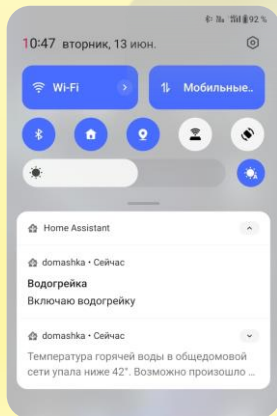 92 %
10:47 вторник, 13 июн.
Wi-Fi
Мобильные..
Home Assistant
domashka • Сейчас
Водогрейка
Включаю водогрейку
domashka • Сейчас
Температура горячей воды в общедомовой
сети упала ниже 42°. Возможно произошло ...